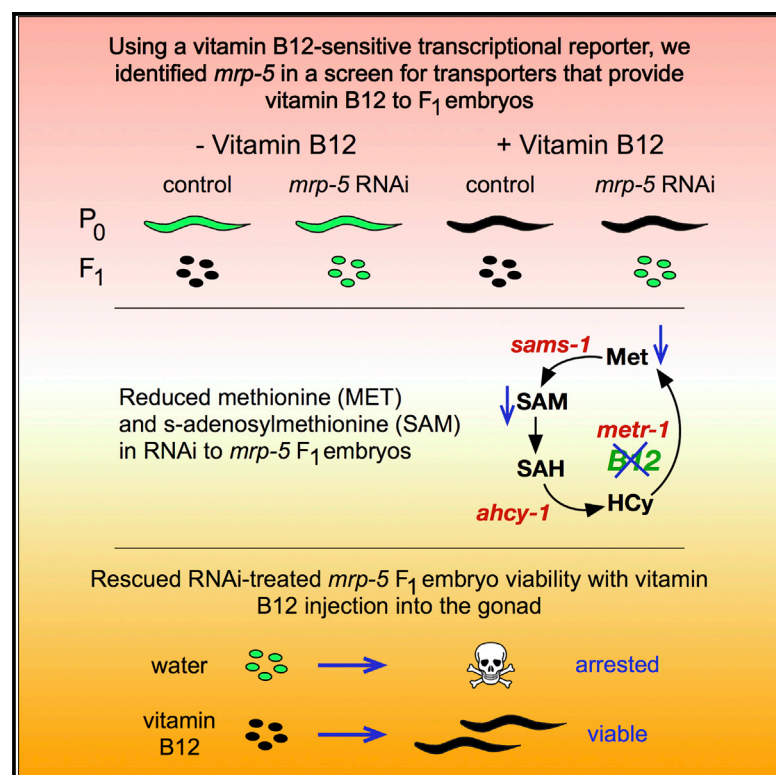 Using a vitamin B12-sensitive transcriptional reporter, we
identified mrp-5 in a screen for transporters that provide
vitamin B12 to F1 embryos
- Vitamin B12 + Vitamin B12
control mrp-5 RNAi control mrp-5 RNAi
P0
F1
sams-1 Met
Reduced methionine (MET)
and s-adenosylmethionine (SAM)
in RNAi to mrp-5 F1 embryos
SAM
metr-1
B12
SAH
ahcy-1 HCy
Rescued RNAi-treated mrp-5 F1 embryo viability with vitamin
B12 injection into the gonad
water arrested
vitamin
B12 viable